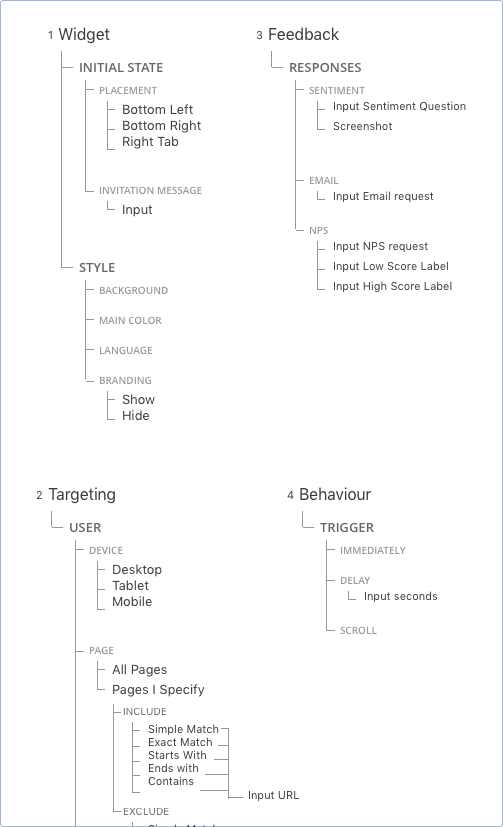 1 Widget
INITIAL STATE
PLACEMENT
Bottom Left
Bottom Right
Right Tab
INVITATION MESSAGE
Input
STYLE
BACKGROUND
MAIN COLOR
LANGUAGE
BRANDING
Show
Hide
3 Feedback
RESPONSES
SENTIMENT
Input Sentiment Question
Screenshot
EMAIL
Input Email request
NPS
Input NPS request
Input Low Score Label
Input High Score Label
2 Targeting
USER
DEVICE
Desktop
Tablet
Mobile
PAGE
All Pages
Pages I Specify
INCLUDE
Simple Match
Exact Match
Starts With
Ends with
Contains
Input URL
EXCLUDE
4 Behaviour
TRIGGER
IMMEDIATELY
DELAY
Input seconds
SCROLL